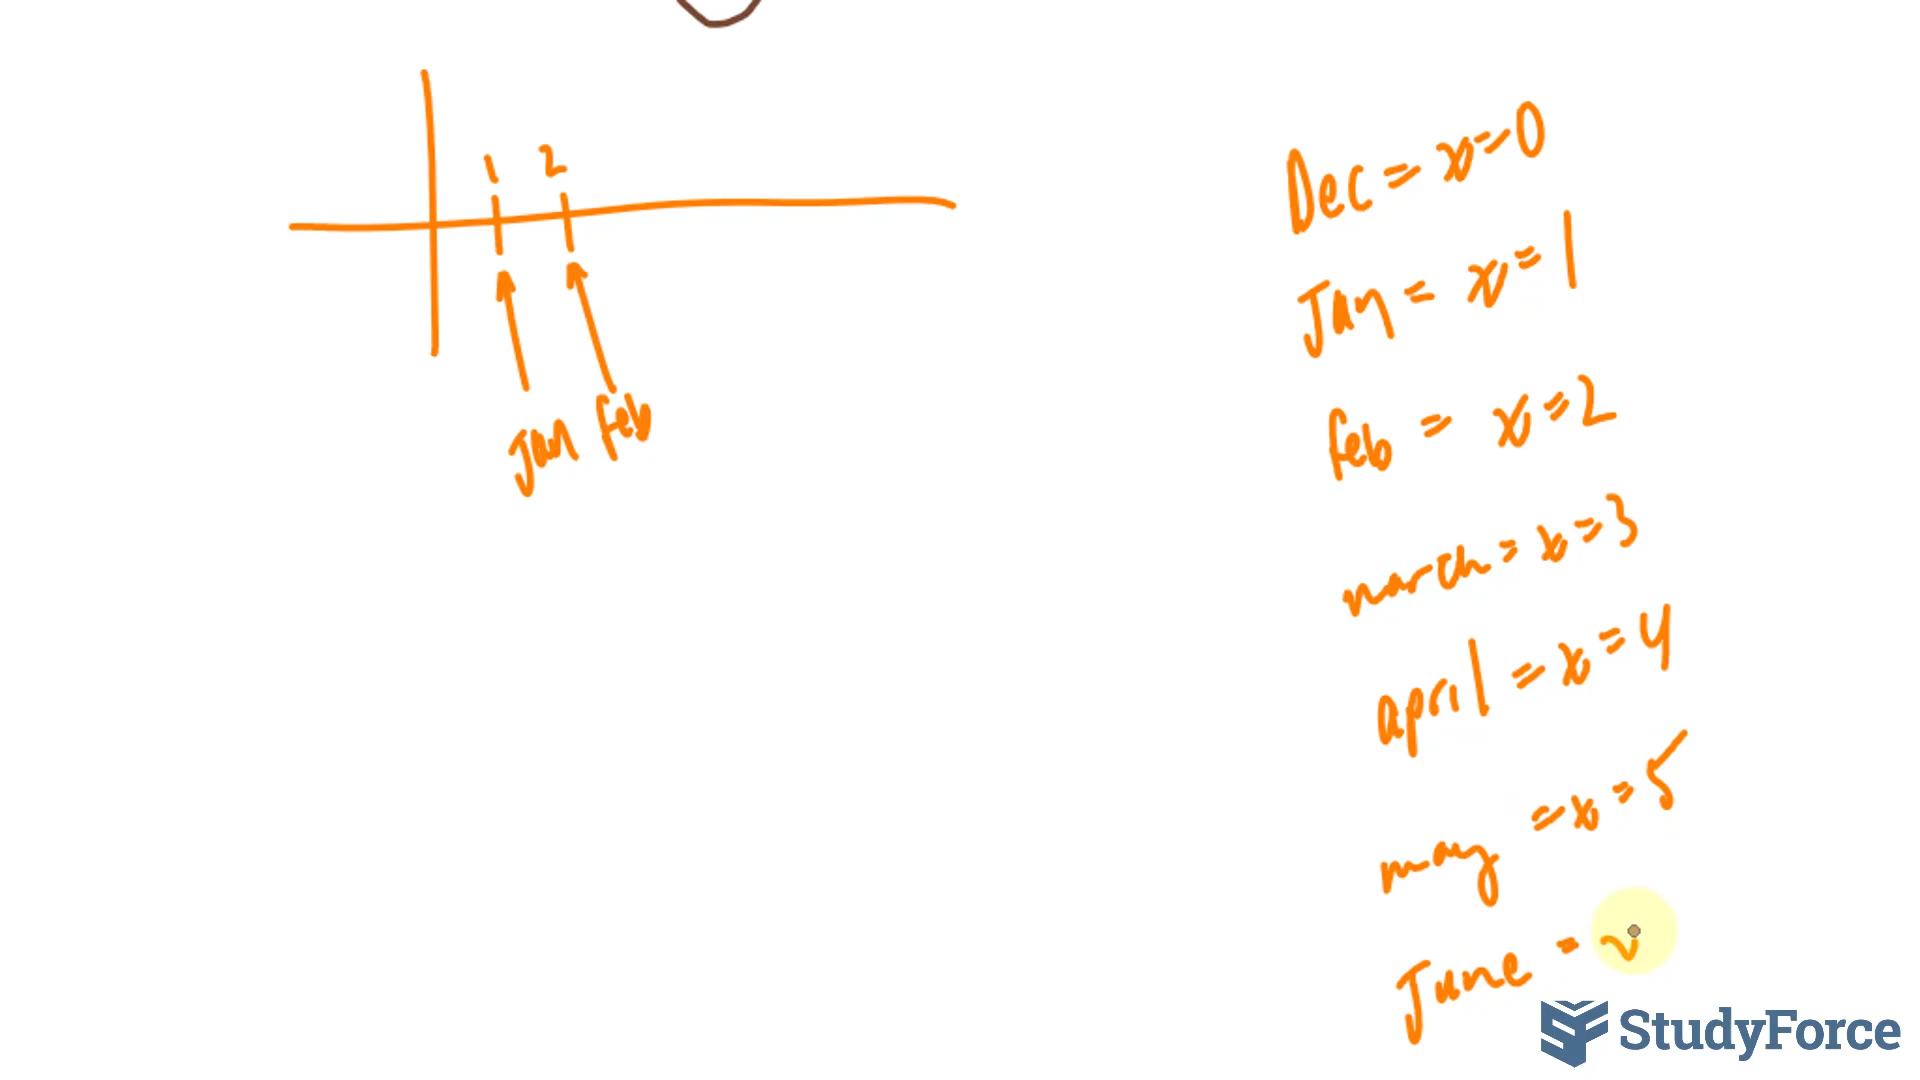 1 2
Jan feb
Dec = x=0
Jan = x=1
feb = x=2
march = x=3
april = x=4
may = x=5
June =
StudyForce